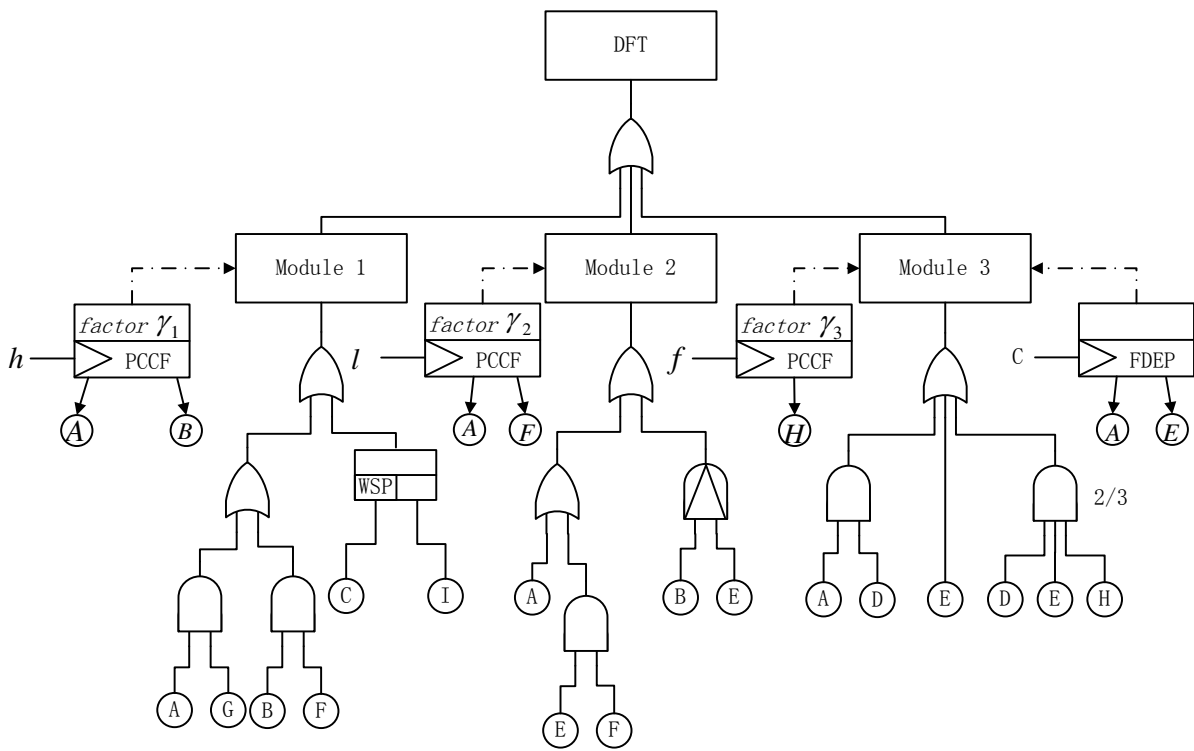 DFT
Module 1
Module 2
Module 3
factor γ1
PCCF
h
A
B
factor γ2
PCCF
l
A
F
factor γ3
PCCF
f
H
FDEP
C
A
E
WSP
2/3
C
I
A
B
E
A
D
E
D
E
H
A
G
B
F
E
F